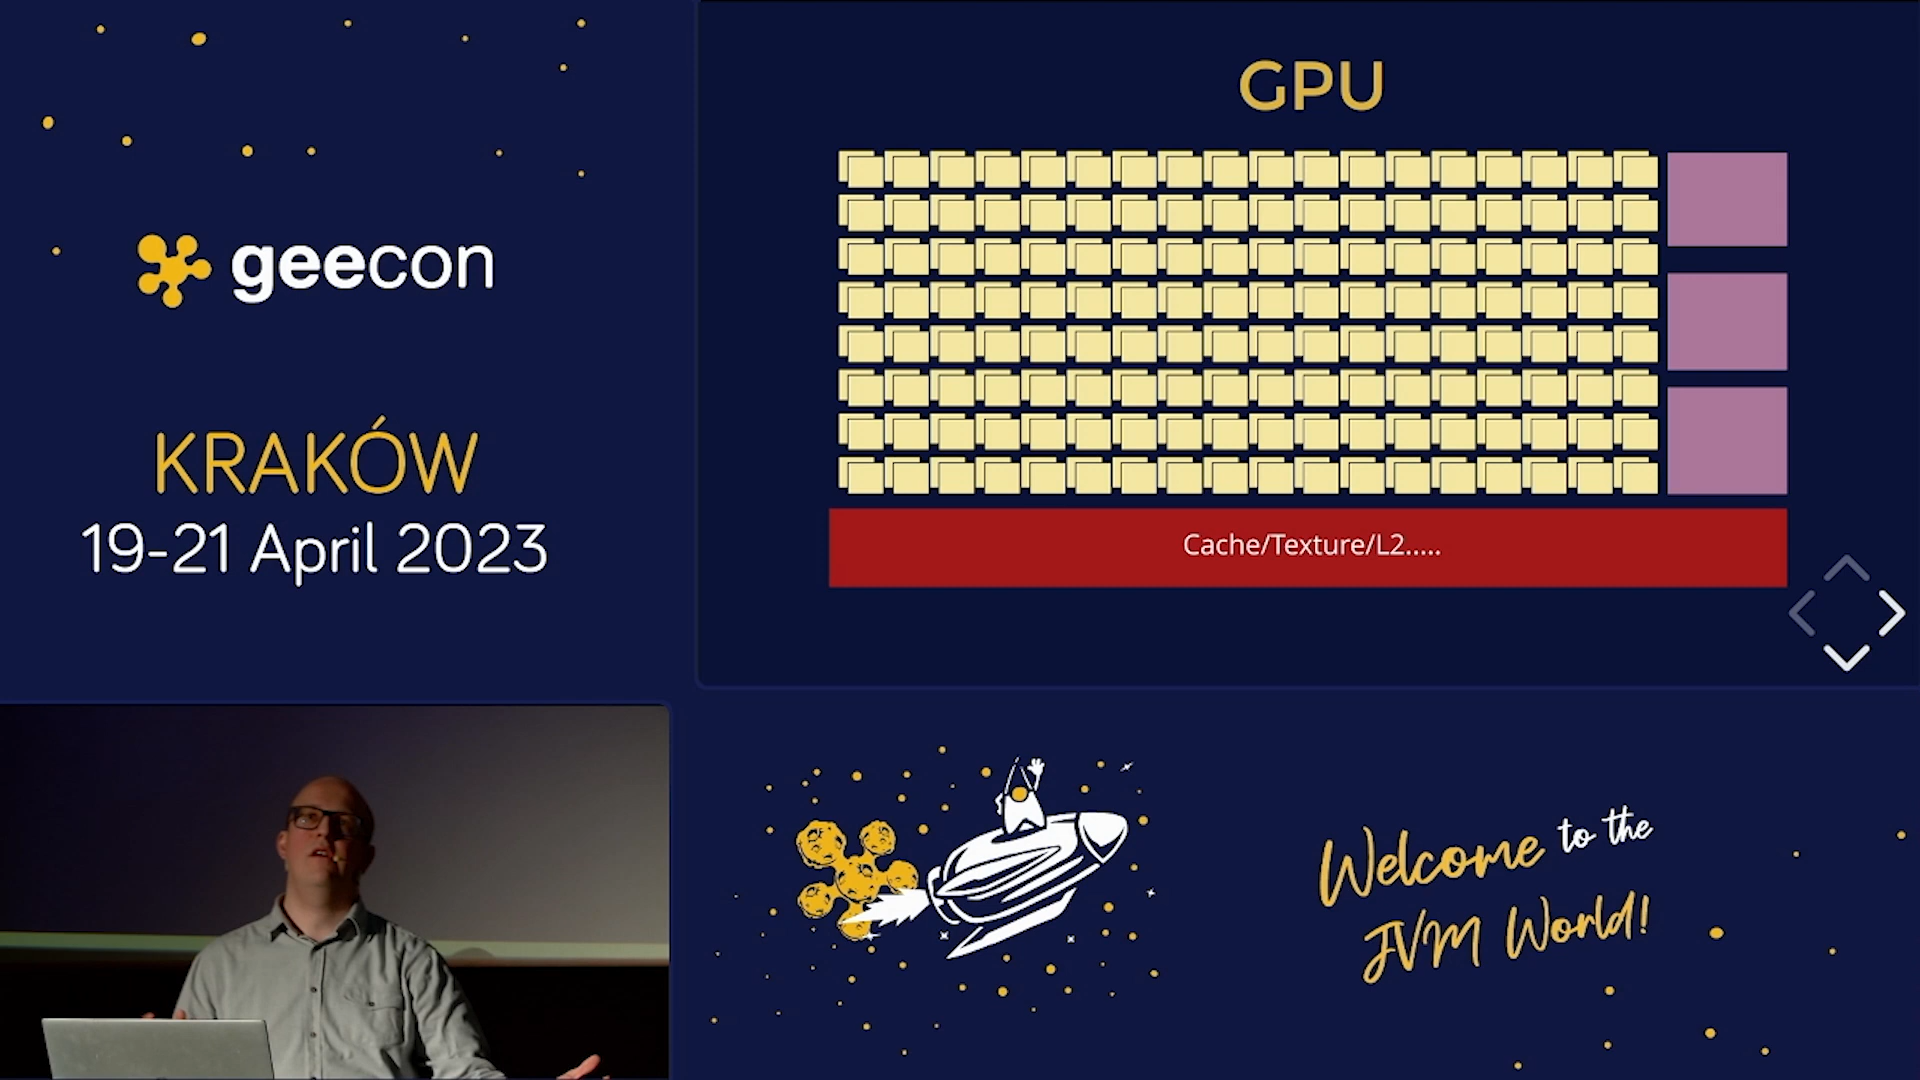 geecon
KRAKÓW
19-21 April 2023
GPU
Cache/Texture/L2.....
Welcome to the
JVM World!